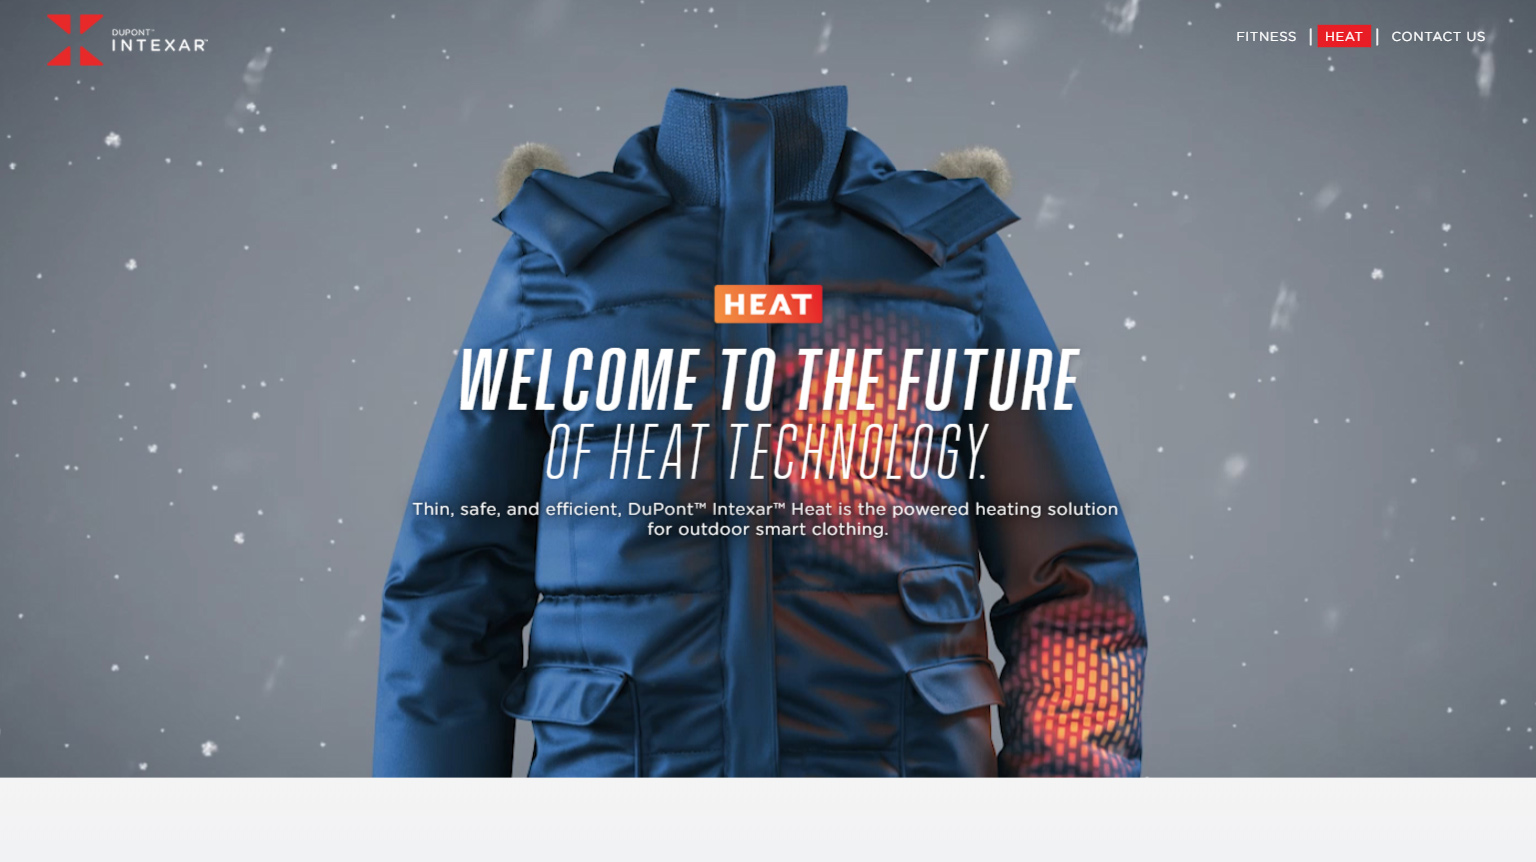 DUPONT™
INTEXAR™
FITNESS | HEAT | CONTACT US
HEAT
WELCOME TO THE FUTURE
OF HEAT TECHNOLOGY.
Thin, safe, and efficient, DuPont™ Intexar™ Heat is the powered heating solution
for outdoor smart clothing.